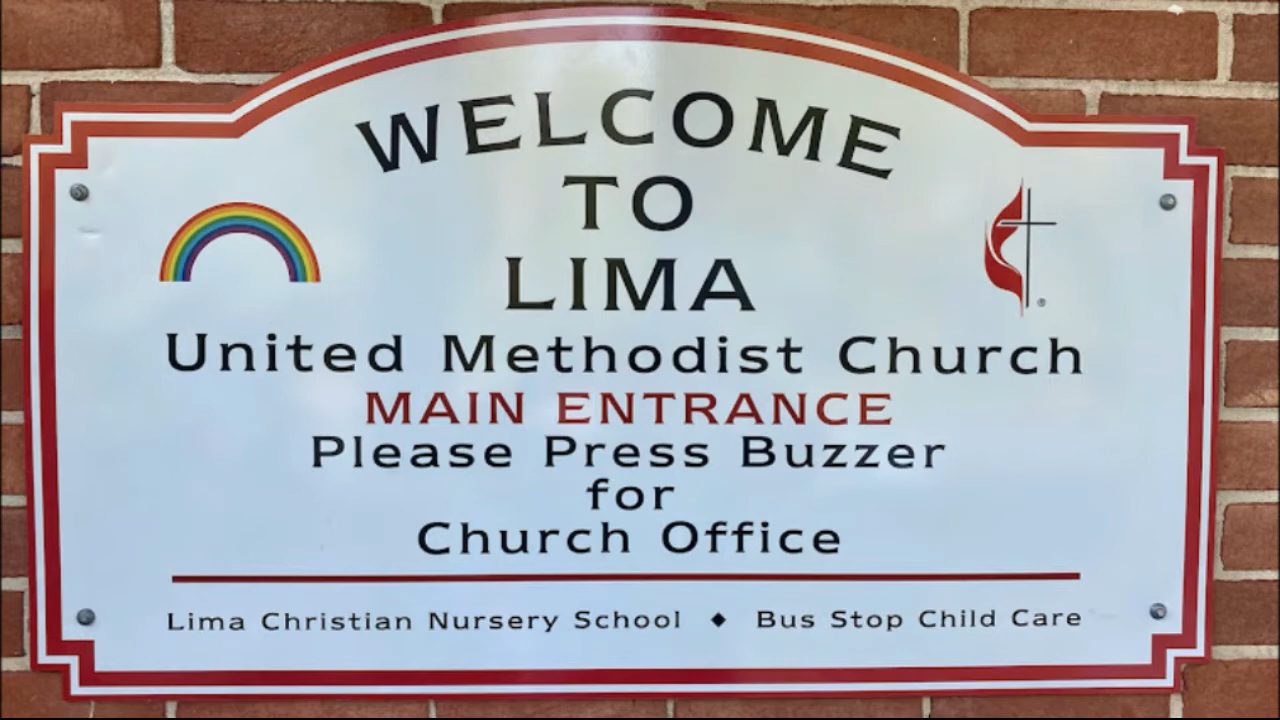 WELCOME
TO
LIMA
United Methodist Church
MAIN ENTRANCE
Please Press Buzzer
for
Church Office
Lima Christian Nursery School ◆ Bus Stop Child Care